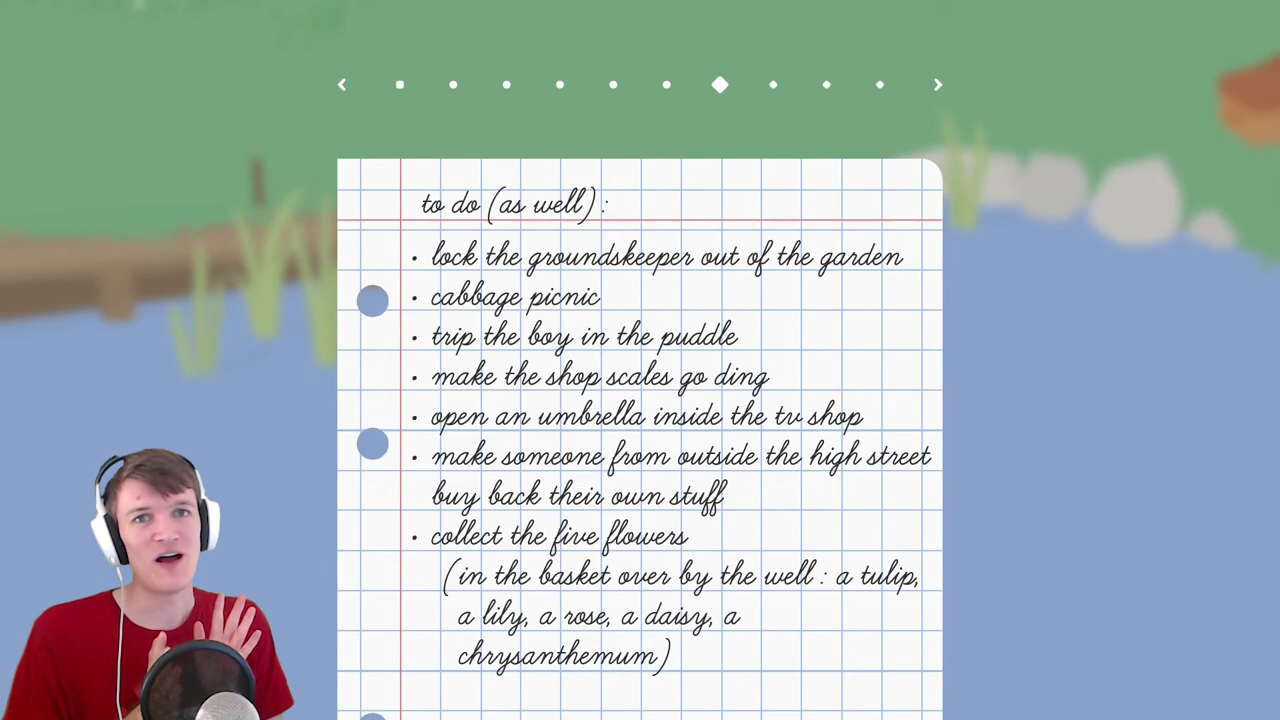 to do (as well) :
• lock the groundskeeper out of the garden
• cabbage picnic
• trip the boy in the puddle
• make the shop scales go ding
• open an umbrella inside the tv shop
• make someone from outside the high street
buy back their own stuff
• collect the five flowers
(in the basket over by the well : a tulip,
a lily, a rose, a daisy, a
chrysanthemum)